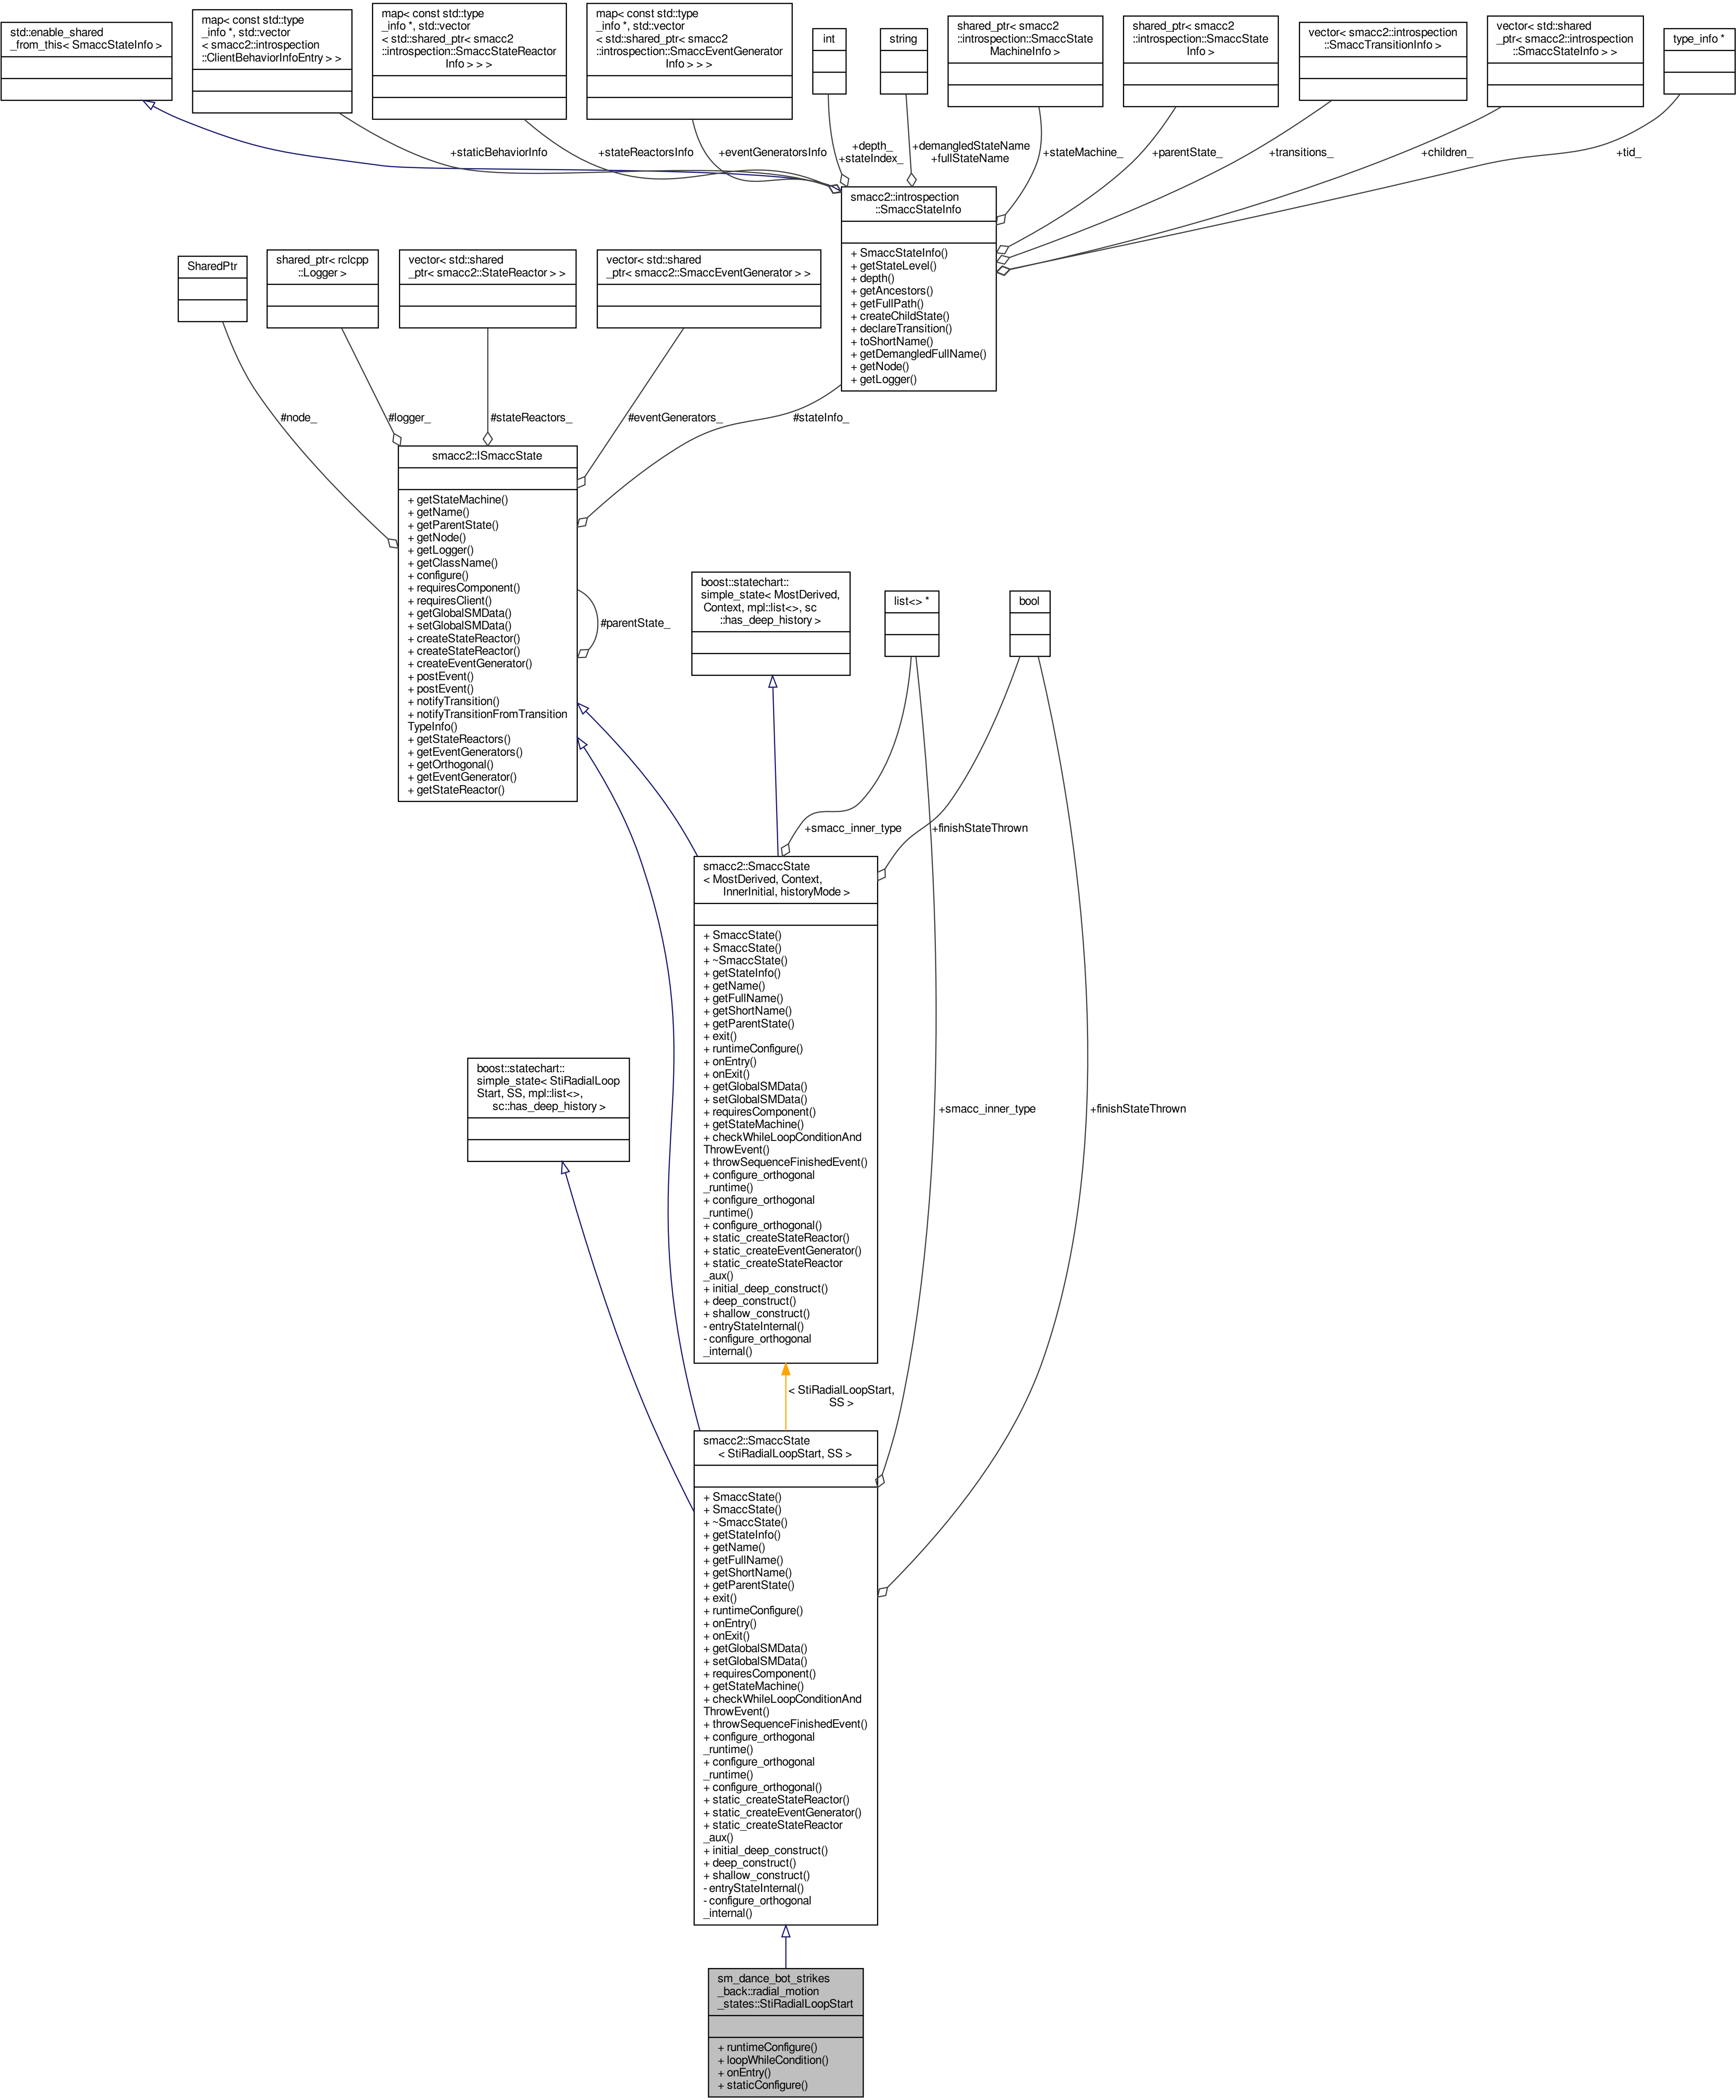 std::enable_shared
_from_this< SmaccStateInfo >
map< const std::type
_info *, std::vector
< smacc2::introspection
::ClientBehaviorInfoEntry > >
map< const std::type
_info *, std::vector
< std::shared_ptr< smacc2
::introspection::SmaccStateReactor
Info > > >
map< const std::type
_info *, std::vector
< std::shared_ptr< smacc2
::introspection::SmaccEventGenerator
Info > > >
int
string
shared_ptr< smacc2
::introspection::SmaccState
MachineInfo >
shared_ptr< smacc2
::introspection::SmaccState
Info >
vector< smacc2::introspection
::SmaccTransitionInfo >
vector< std::shared
_ptr< smacc2::introspection
::SmaccStateInfo > >
type_info *
+staticBehaviorInfo
+stateReactorsInfo
+eventGeneratorsInfo
+depth_
+stateIndex_
+demangledStateName
+fullStateName
+stateMachine_
+parentState_
+transitions_
+children_
+tid_
smacc2::introspection
::SmaccStateInfo
+ SmaccStateInfo()
+ getStateLevel()
+ depth()
+ getAncestors()
+ getFullPath()
+ createChildState()
+ declareTransition()
+ toShortName()
+ getDemangledFullName()
+ getNode()
+ getLogger()
SharedPtr
shared_ptr< rclcpp
::Logger >
vector< std::shared
_ptr< smacc2::StateReactor > >
vector< std::shared
_ptr< smacc2::SmaccEventGenerator > >
#node_
#logger_
#stateReactors_
#eventGenerators_
#stateInfo_
smacc2::ISmaccState
+ getStateMachine()
+ getName()
+ getParentState()
+ getNode()
+ getLogger()
+ getClassName()
+ configure()
+ requiresComponent()
+ requiresClient()
+ getGlobalSMData()
+ setGlobalSMData()
+ createStateReactor()
+ createStateReactor()
+ createEventGenerator()
+ postEvent()
+ postEvent()
+ notifyTransition()
+ notifyTransitionFromTransition
TypeInfo()
+ getStateReactors()
+ getEventGenerators()
+ getOrthogonal()
+ getEventGenerator()
+ getStateReactor()
#parentState_
boost::statechart::
simple_state< MostDerived,
Context, mpl::list<>, sc
::has_deep_history >
list<> *
bool
+smacc_inner_type
+finishStateThrown
smacc2::SmaccState
< MostDerived, Context,
InnerInitial, historyMode >
+ SmaccState()
+ SmaccState()
+ ~SmaccState()
+ getStateInfo()
+ getName()
+ getFullName()
+ getShortName()
+ getParentState()
+ exit()
+ runtimeConfigure()
+ onEntry()
+ onExit()
+ getGlobalSMData()
+ setGlobalSMData()
+ requiresComponent()
+ getStateMachine()
+ checkWhileLoopConditionAnd
ThrowEvent()
+ throwSequenceFinishedEvent()
+ configure_orthogonal
_runtime()
+ configure_orthogonal
_runtime()
+ configure_orthogonal()
+ static_createStateReactor()
+ static_createEventGenerator()
+ static_createStateReactor
_aux()
+ initial_deep_construct()
+ deep_construct()
+ shallow_construct()
- entryStateInternal()
- configure_orthogonal
_internal()
boost::statechart::
simple_state< StiRadialLoop
Start, SS, mpl::list<>,
sc::has_deep_history >
+smacc_inner_type
+finishStateThrown
< StiRadialLoopStart,
SS >
smacc2::SmaccState
< StiRadialLoopStart, SS >
+ SmaccState()
+ SmaccState()
+ ~SmaccState()
+ getStateInfo()
+ getName()
+ getFullName()
+ getShortName()
+ getParentState()
+ exit()
+ runtimeConfigure()
+ onEntry()
+ onExit()
+ getGlobalSMData()
+ setGlobalSMData()
+ requiresComponent()
+ getStateMachine()
+ checkWhileLoopConditionAnd
ThrowEvent()
+ throwSequenceFinishedEvent()
+ configure_orthogonal
_runtime()
+ configure_orthogonal
_runtime()
+ configure_orthogonal()
+ static_createStateReactor()
+ static_createEventGenerator()
+ static_createStateReactor
_aux()
+ initial_deep_construct()
+ deep_construct()
+ shallow_construct()
- entryStateInternal()
- configure_orthogonal
_internal()
sm_dance_bot_strikes
_back::radial_motion
_states::StiRadialLoopStart
+ runtimeConfigure()
+ loopWhileCondition()
+ onEntry()
+ staticConfigure()